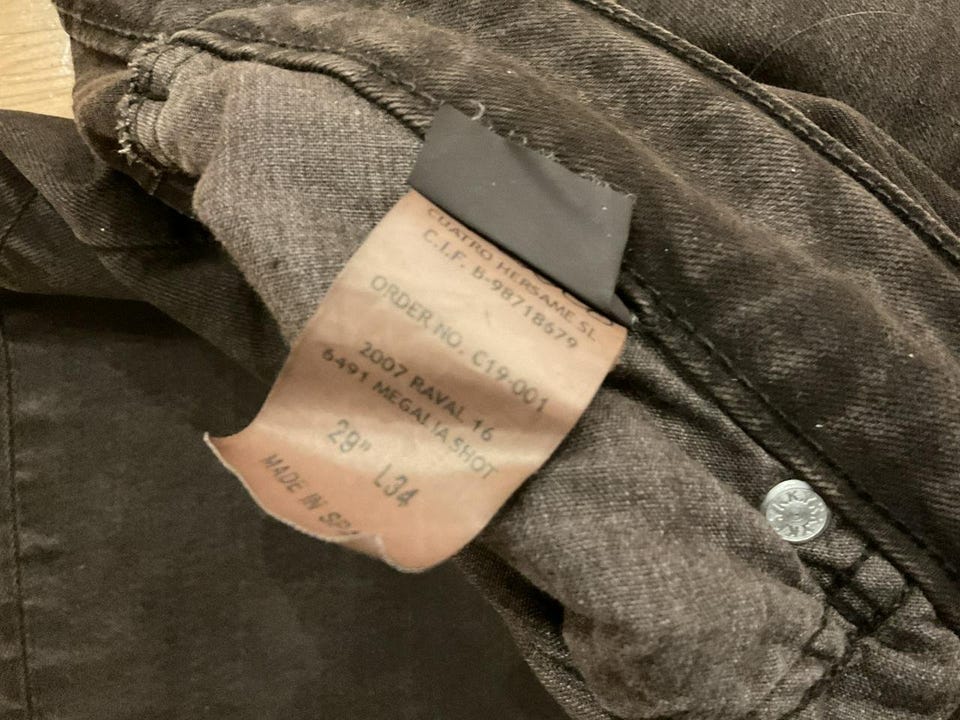 CUATRO HERSAME SL
C.I.F. B-98718679
ORDER NO. C19-001
2007 RAVAL 16
6491 MEGALIA SHOT
29" L34
MADE IN